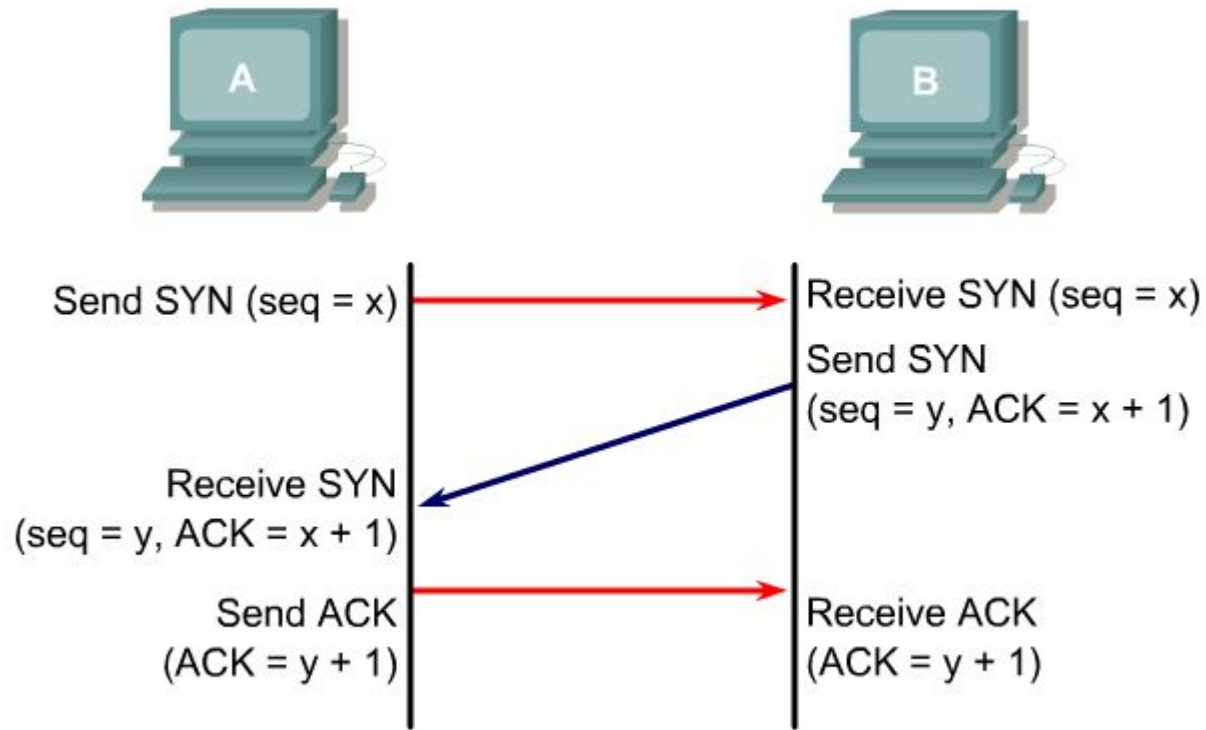 A
B
Send SYN (seq = x)
Receive SYN (seq = x)
Send SYN
(seq = y, ACK = x + 1)
Receive SYN
(seq = y, ACK = x + 1)
Send ACK
(ACK = y + 1)
Receive ACK
(ACK = y + 1)